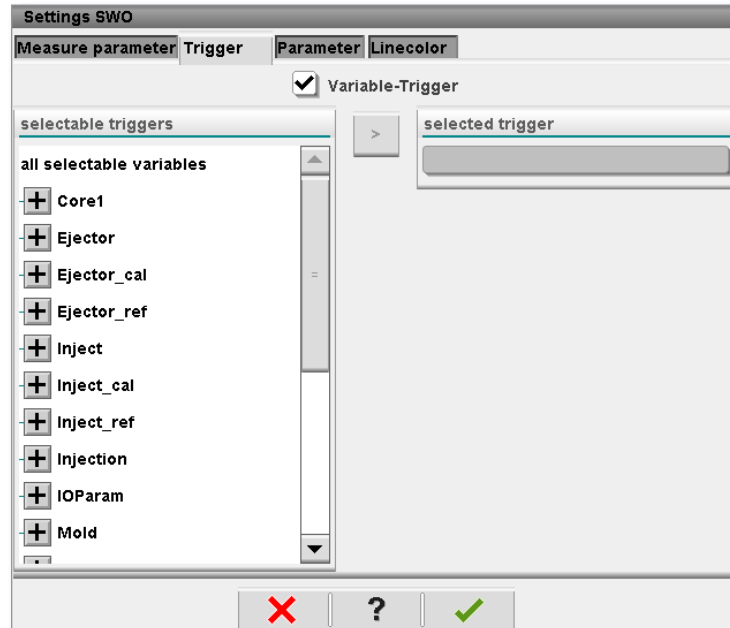 Settings SWO
Measure parameter Trigger Parameter Linecolor
Variable-Trigger
selectable triggers
>
selected trigger
all selectable variables
Core1
Ejector
Ejector_cal
Ejector_ref
Inject
Inject_cal
Inject_ref
Injection
IOParam
Mold
?